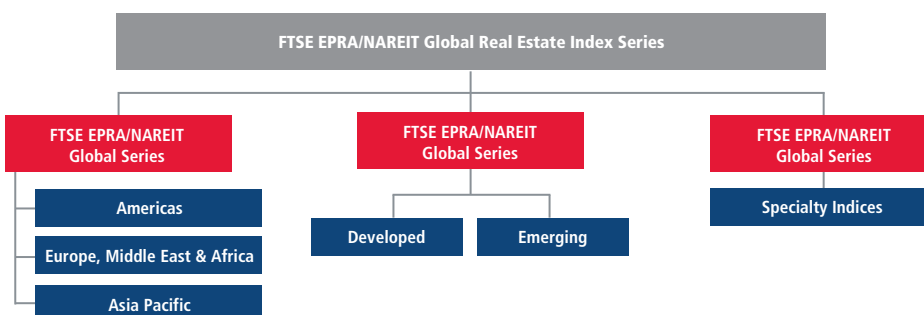 FTSE EPRA/NAREIT Global Real Estate Index Series
FTSE EPRA/NAREIT
Global Series
Americas
Europe, Middle East & Africa
Asia Pacific
FTSE EPRA/NAREIT
Global Series
Developed
Emerging
FTSE EPRA/NAREIT
Global Series
Specialty Indices